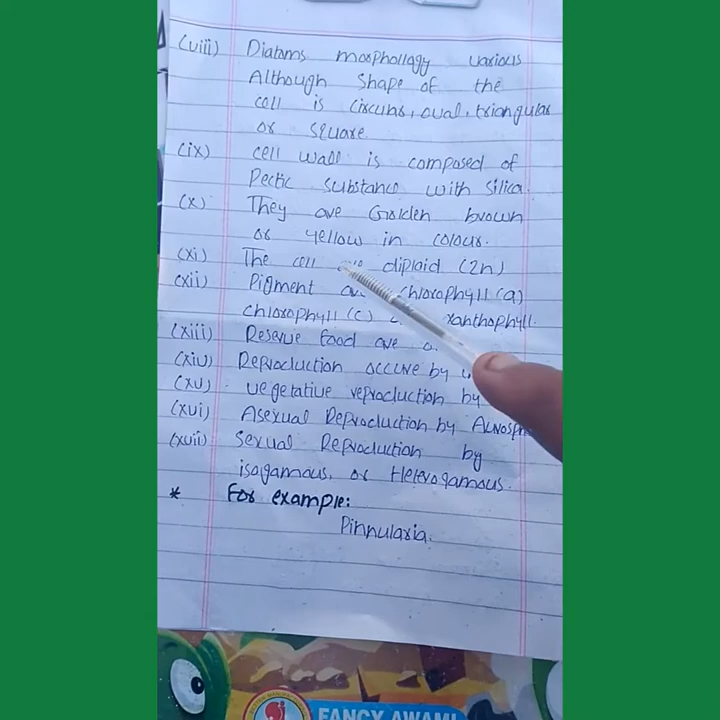 (viii) Diatoms morphollagy various
Although Shape of the
cell is circular, oval, triangular
or square
(ix) cell wall is composed of
Pectic substance with silica.
(x) They are Golden brown
or yellow in colour.
(xi) The cell are diploid (2n)
(xii) Pigment are chlorophyll (a)
chlorophyll (c) xanthophyll.
(xiii) Reserve food are
(xiv) Reproduction occure by
(xv) vegetative reproduction by
(xvi) Asexual Reproduction by
(xvii) Sexual Reproduction by
isogamous, or Heterogamous.
* For example:
Pinnularia.
FANCY AWAMI